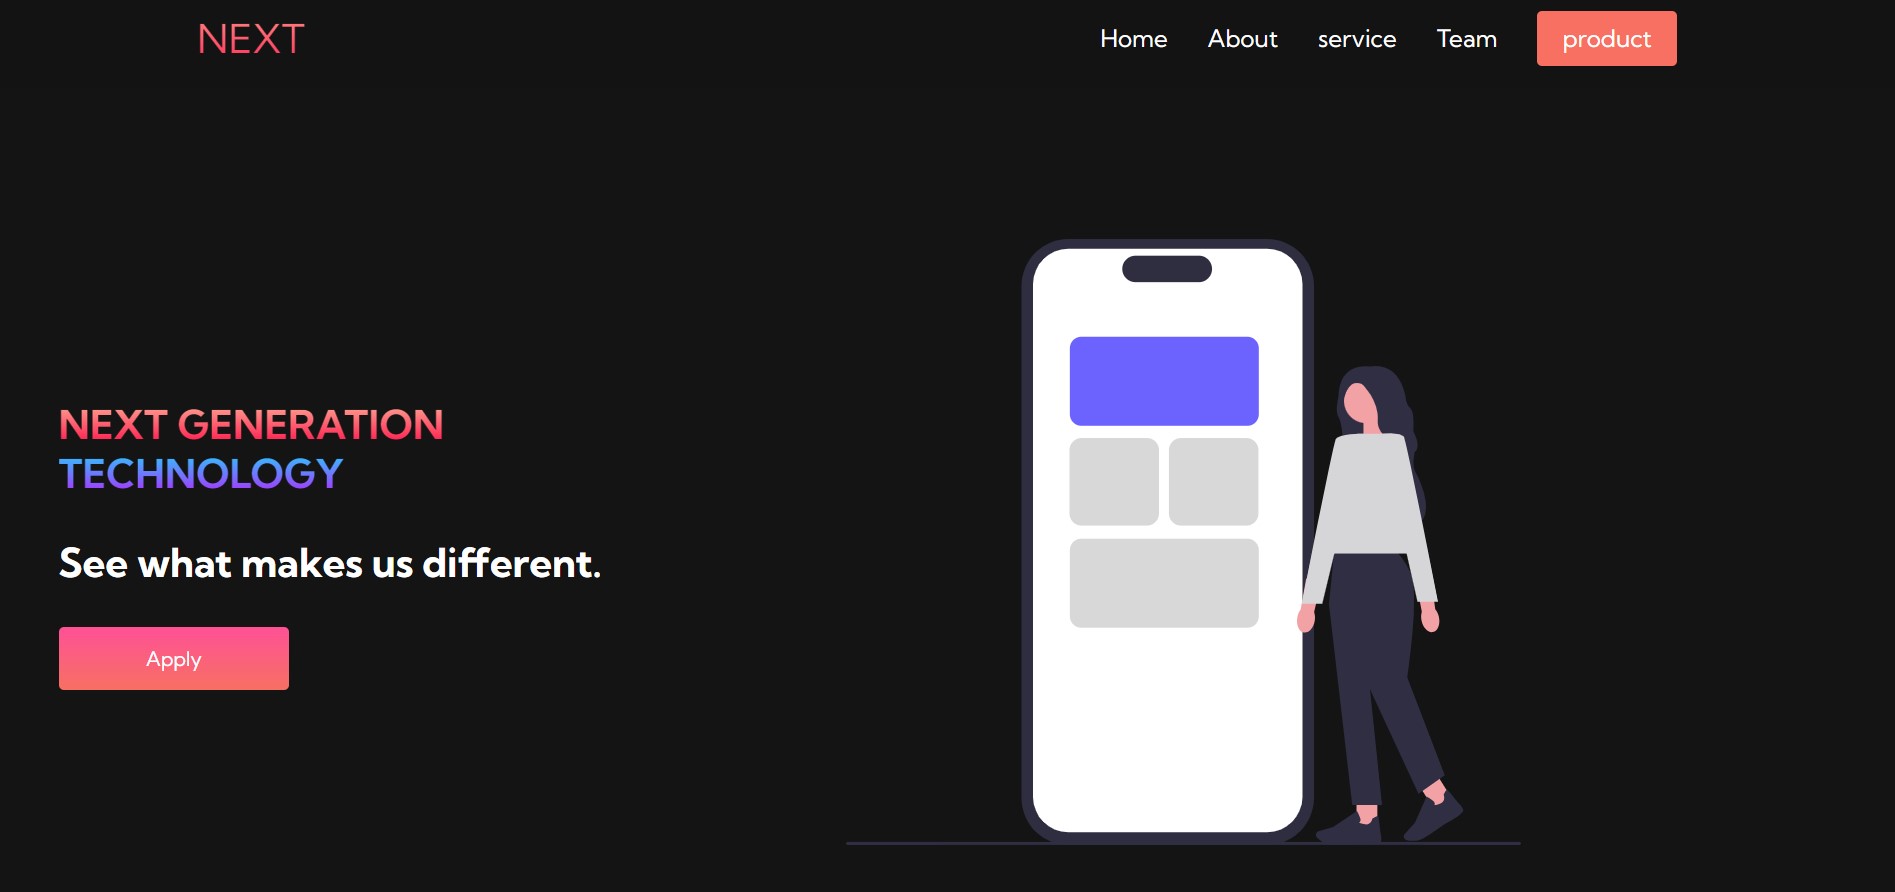 NEXT
Home About service Team product
NEXT GENERATION
TECHNOLOGY
See what makes us different.
Apply